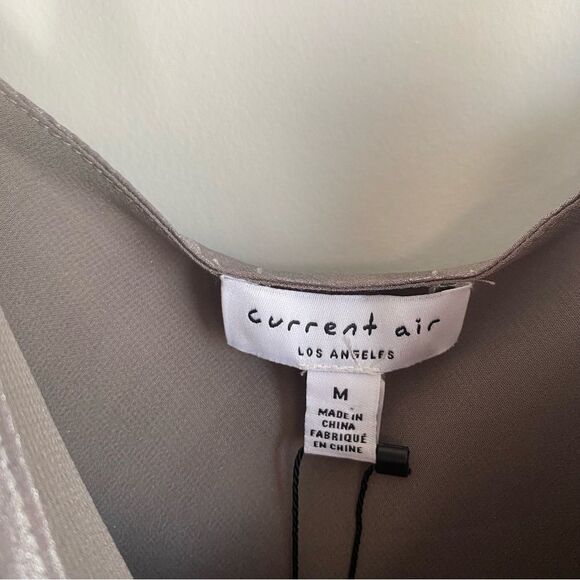 current air
LOS ANGELES
M
MADE IN
CHINA
FABRIQUÉ
EN CHINE